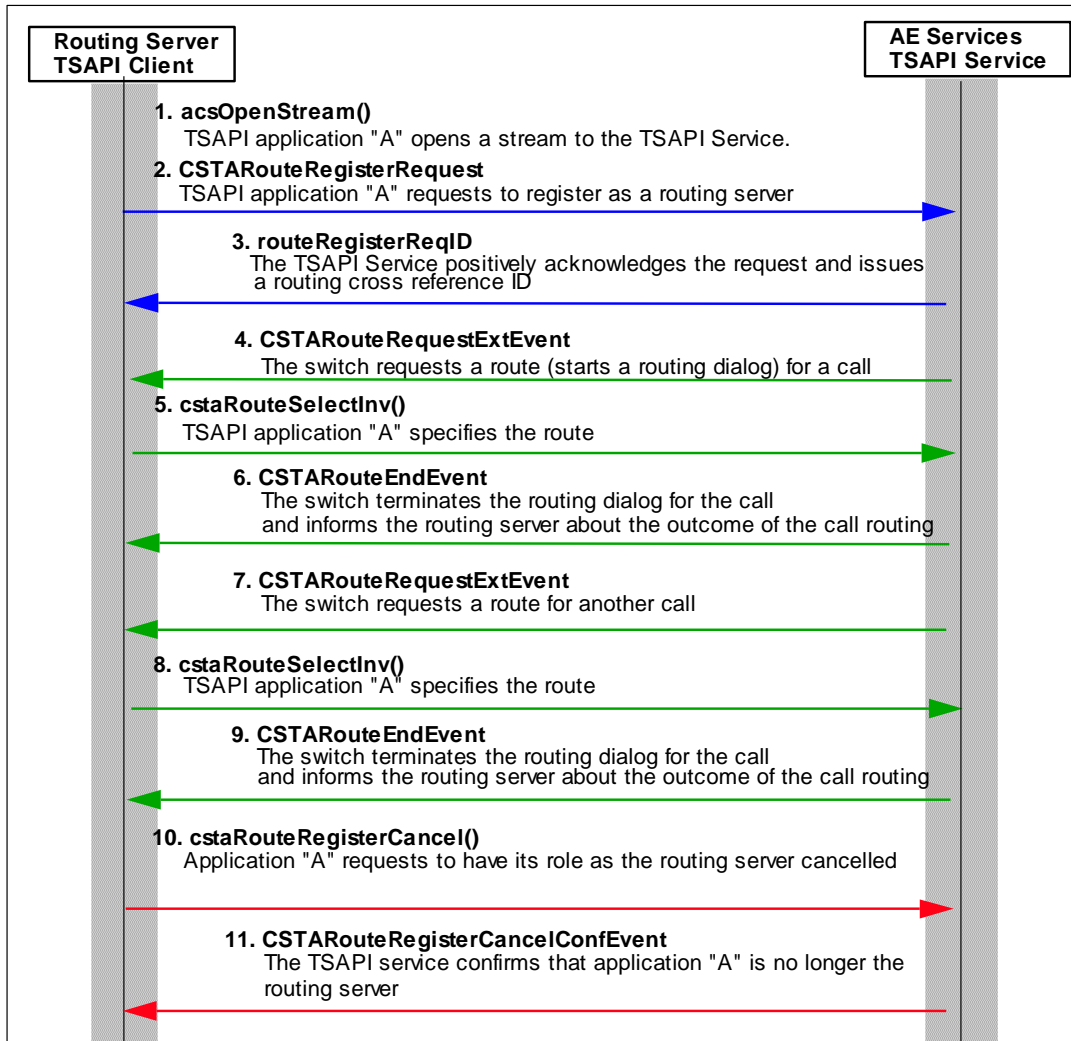 Routing Server
TSAPI Client
AE Services
TSAPI Service
1. acsOpenStream()
TSAPI application "A" opens a stream to the TSAPI Service.
2. CSTARouteRegisterRequest
TSAPI application "A" requests to register as a routing server
3. routeRegisterReqID
The TSAPI Service positively acknowledges the request and issues
a routing cross reference ID
4. CSTARouteRequestExtEvent
The switch requests a route (starts a routing dialog) for a call
5. cstaRouteSelectInv()
TSAPI application "A" specifies the route
6. CSTARouteEndEvent
The switch terminates the routing dialog for the call
and informs the routing server about the outcome of the call routing
7. CSTARouteRequestExtEvent
The switch requests a route for another call
8. cstaRouteSelectInv()
TSAPI application "A" specifies the route
9. CSTARouteEndEvent
The switch terminates the routing dialog for the call
and informs the routing server about the outcome of the call routing
10. cstaRouteRegisterCancel()
Application "A" requests to have its role as the routing server cancelled
11. CSTARouteRegisterCancelConfEvent
The TSAPI service confirms that application "A" is no longer the
routing server